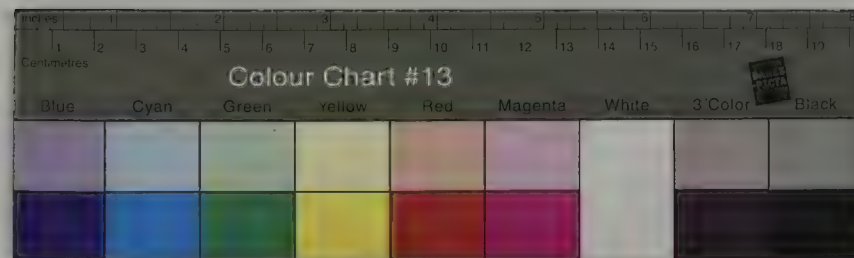 Inches 1 2 3 4 5 6 7 8
1 2 3 4 5 6 7 8 9 10 11 12 13 14 15 16 17 18 19
Centimetres
Colour Chart #13
Blue Cyan Green Yellow Red Magenta White 3/Color Black